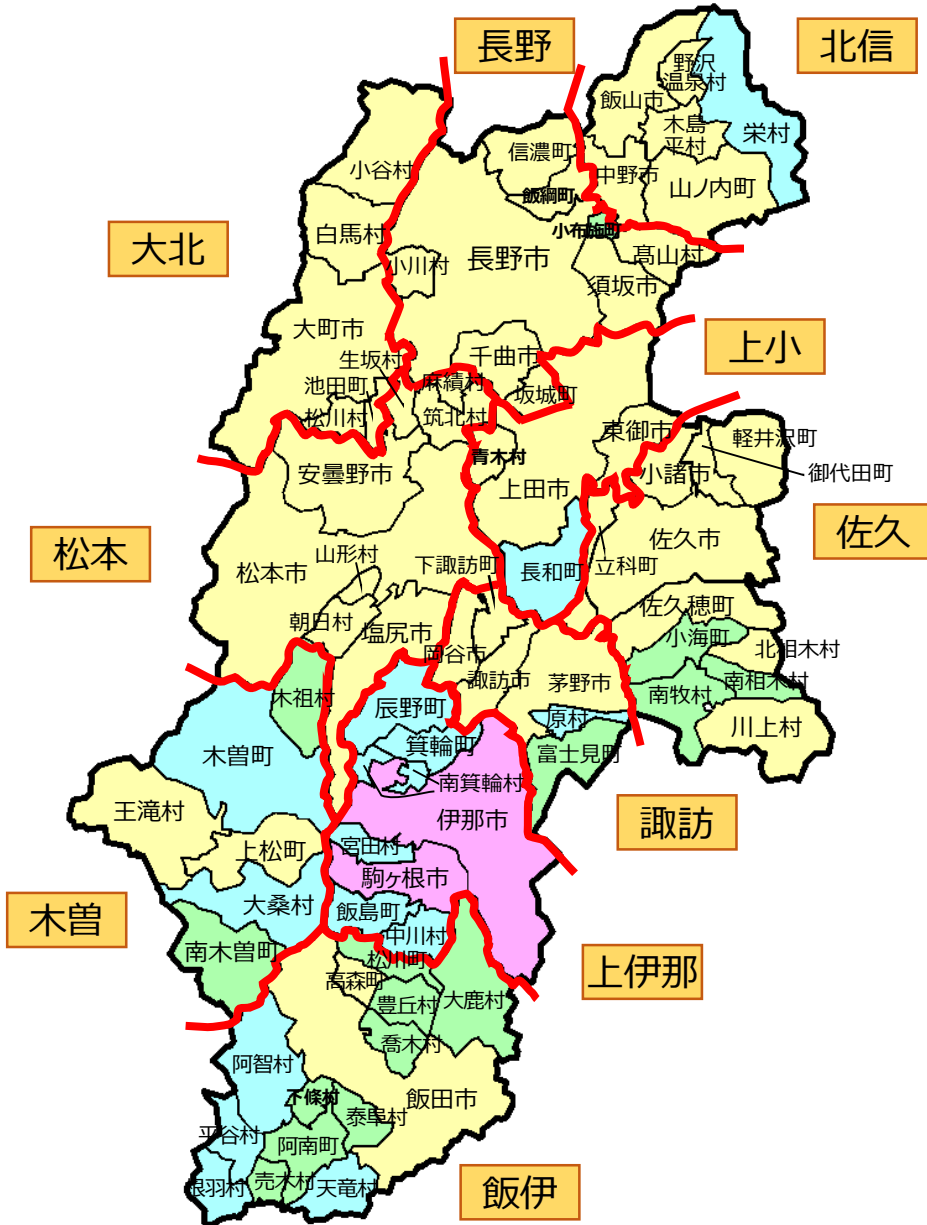 長野
北信
野沢
温泉村
飯山市
木島
平村
栄村
信濃町
中野市
山ノ内町
小谷村
飯綱町
小布施町
白馬村
大北
小川村
長野市
髙山村
須坂市
大町市
上小
生坂村
千曲市
池田町
麻績村
坂城町
松川村
筑北村
東御市
軽井沢町
青木村
安曇野市
小諸市
御代田町
上田市
佐久市
佐久
松本
山形村
下諏訪町
長和町
立科町
松本市
佐久穂町
朝日村
塩尻市
小海町
北相木村
岡谷市
諏訪市
茅野市
南牧村
南相木村
木祖村
辰野町
原村
川上村
木曽町
箕輪町
富士見町
南箕輪村
王滝村
伊那市
諏訪
宮田村
上松町
駒ヶ根市
木曽
大桑村
飯島町
中川村
南木曽町
松川町
上伊那
高森町
豊丘村
大鹿村
喬木村
阿智村
下條村
飯田市
泰阜村
平谷村
阿南町
根羽村
売木村
天竜村
飯伊